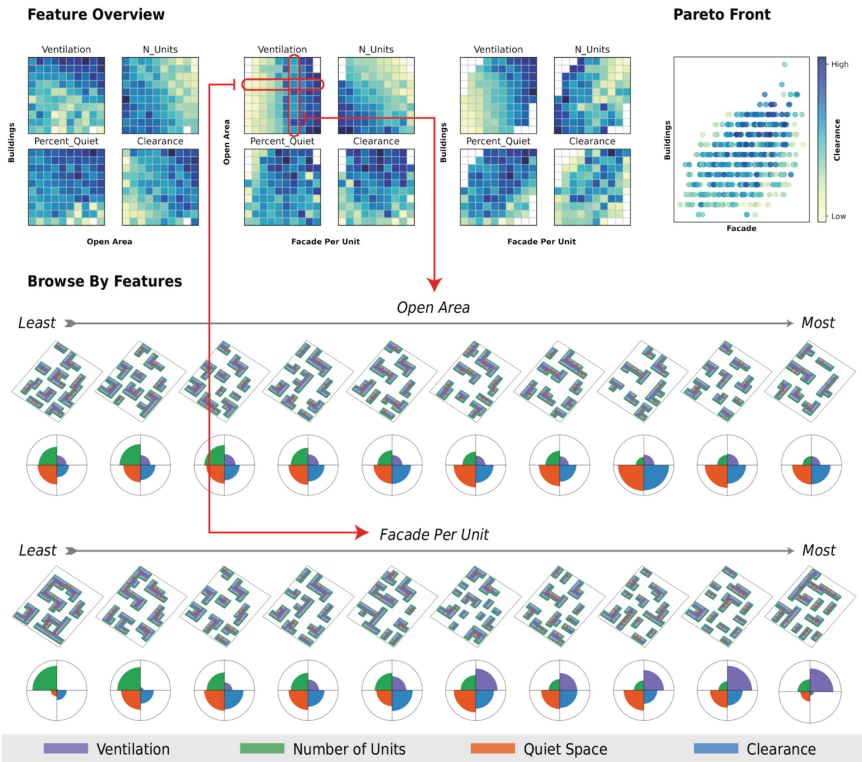 Feature Overview
Pareto Front
Ventilation
N_Units
Ventilation
N_Units
Ventilation
N_Units
High
Buildings
Open Area
Buildings
Buildings
Clearance
Percent_Quiet
Clearance
Percent_Quiet
Clearance
Percent_Quiet
Clearance
Low
Facade
Open Area
Facade Per Unit
Facade Per Unit
Browse By Features
Open Area
Least
Most
Facade Per Unit
Least
Most
Ventilation
Number of Units
Quiet Space
Clearance